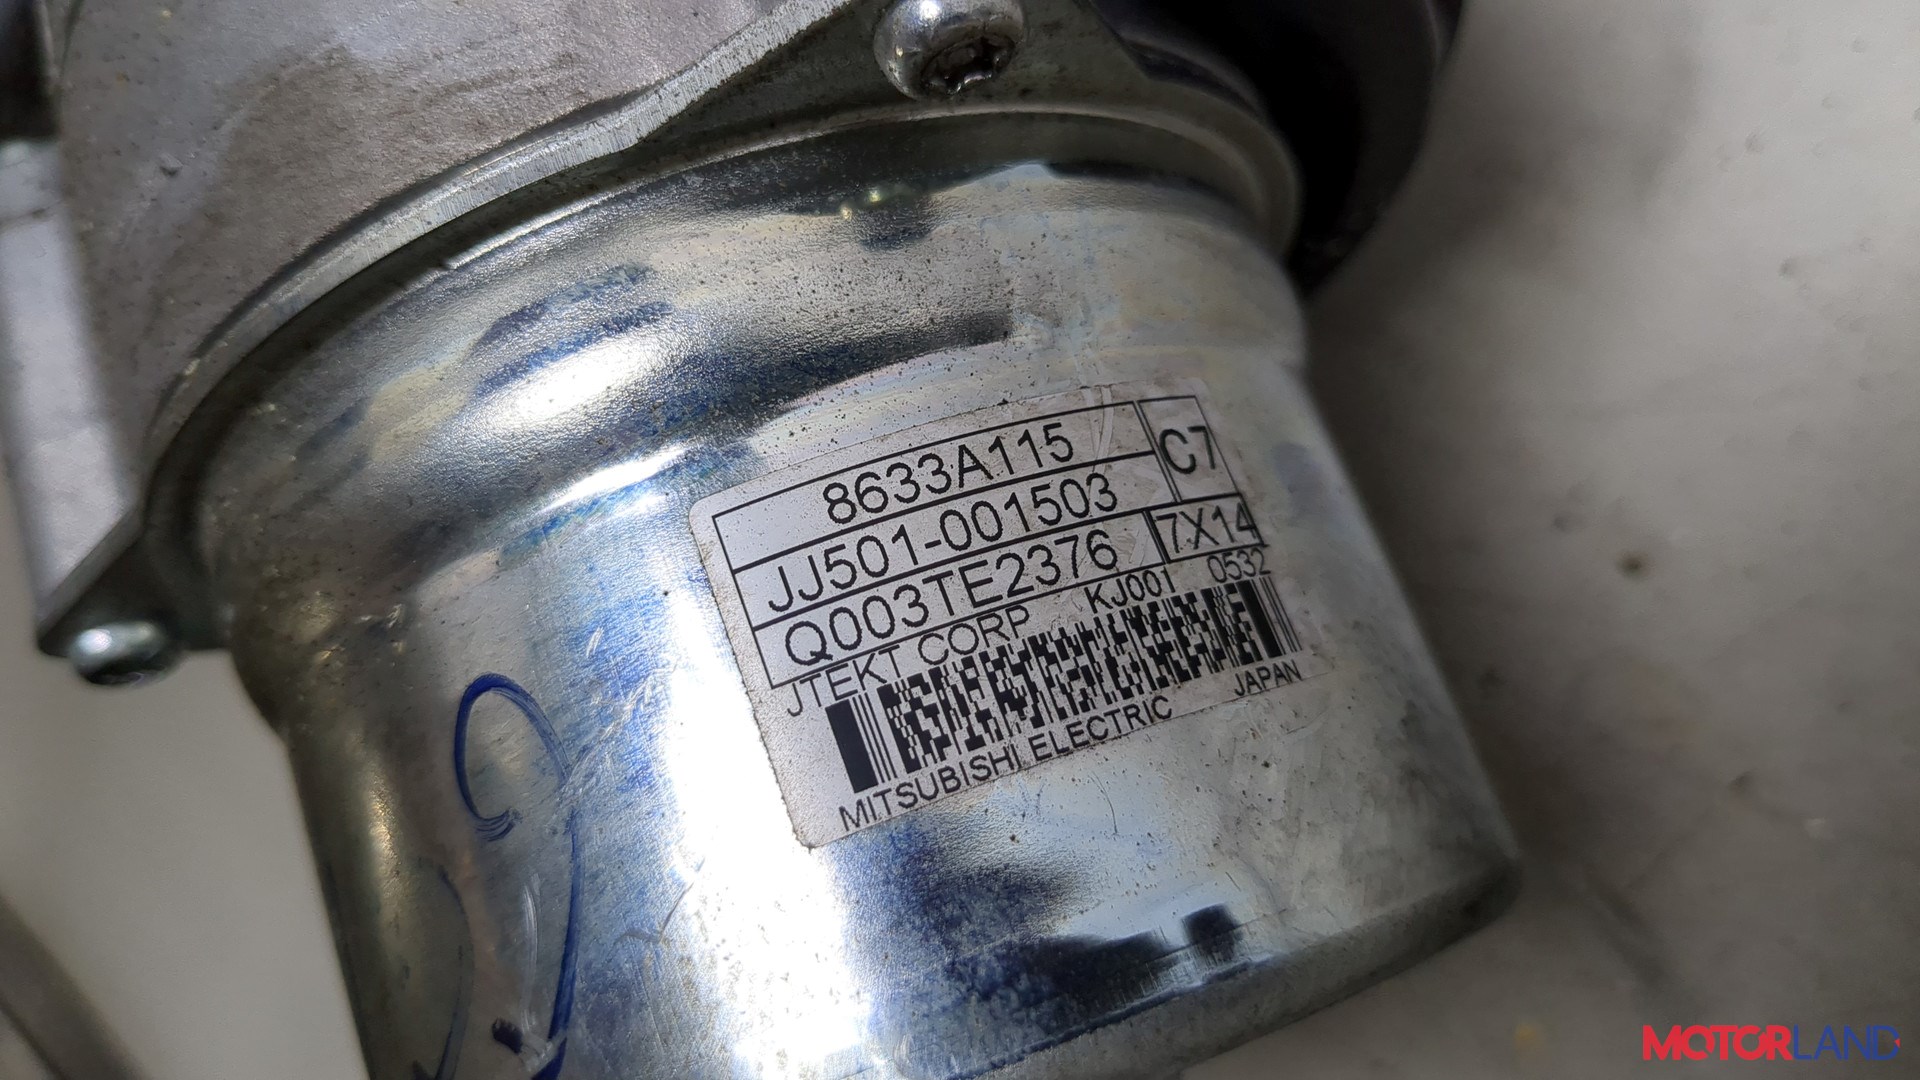 8633A115
C7
JJ501-001503
Q003TE2376
7X14
JTEKT CORP KJ001 0532
MITSUBISHI ELECTRIC JAPAN
MOTORLAND